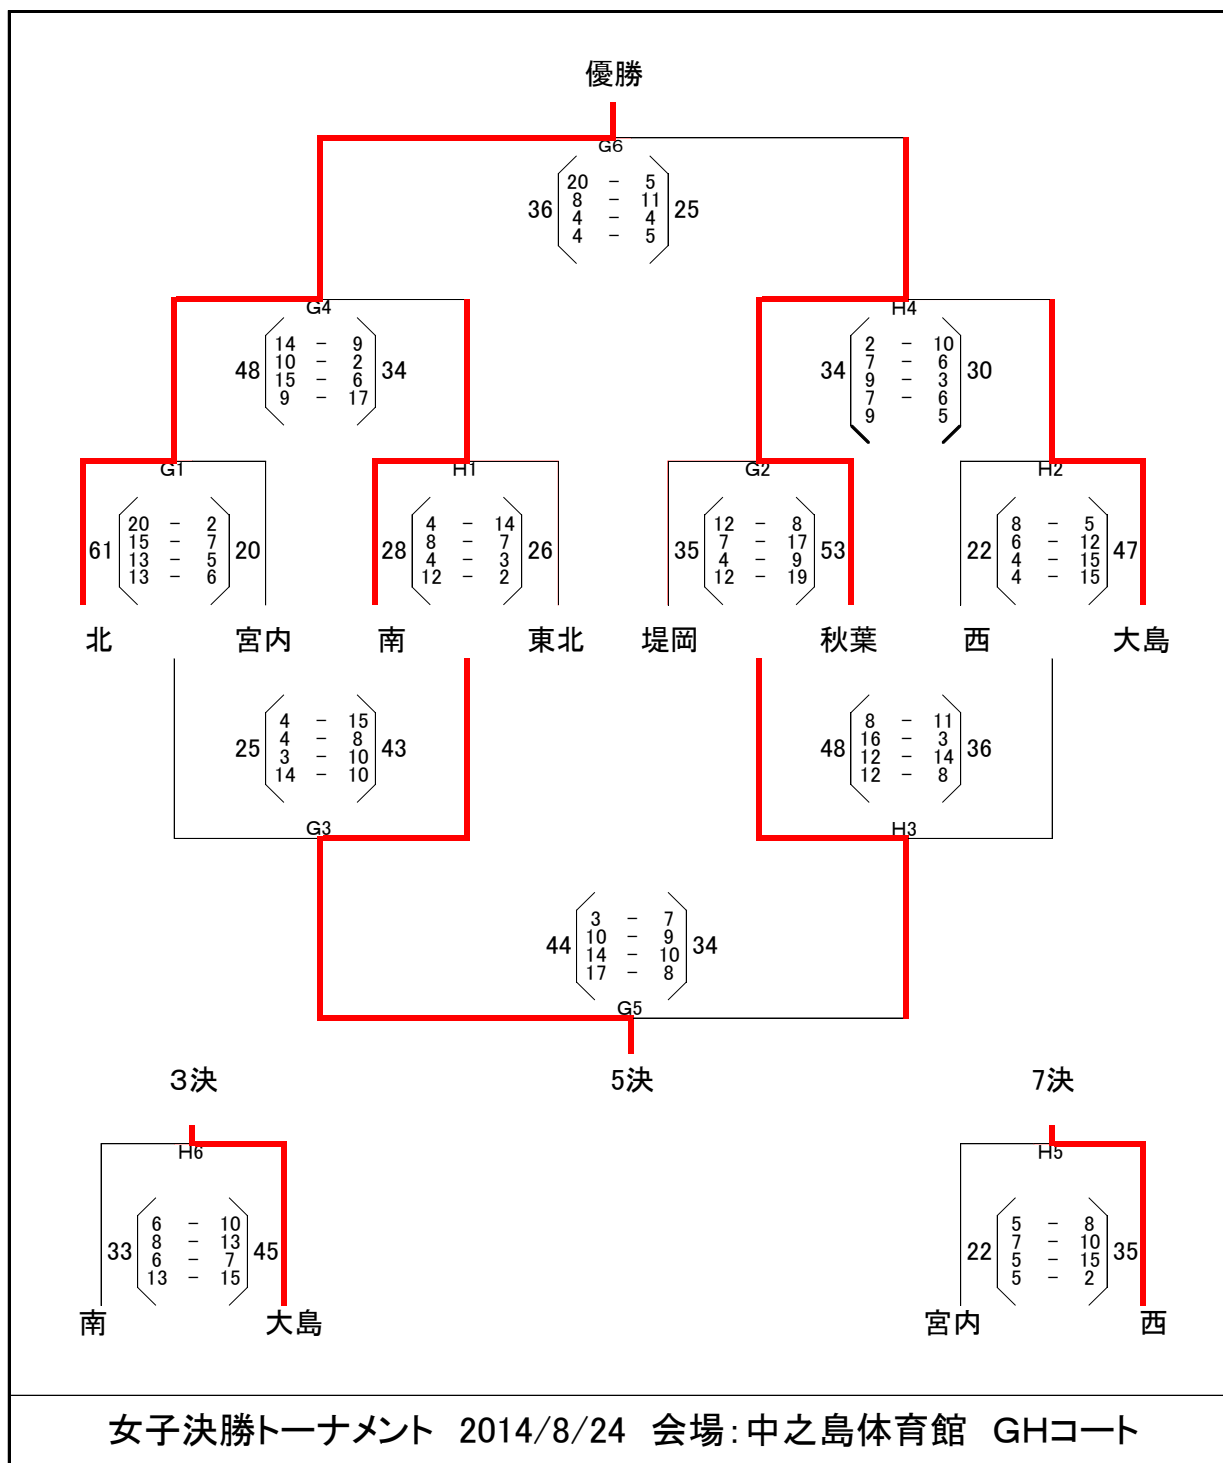 優勝
G6
20 - 5
8 - 11
36 25
4 - 4
4 - 5
G4 H4
14 - 9 2 - 10
10 - 2 7 - 6
48 34 34 30
15 - 6 9 - 3
9 - 17 7 - 6
9 5
G1 H1 G2 H2
20 - 2 4 - 14 12 - 8 8 - 5
15 - 7 8 - 7 7 - 17 6 - 12
61 20 28 26 35 53 22 47
13 - 5 4 - 3 4 - 9 4 - 15
13 - 6 12 - 2 12 - 19 4 - 15
北 宮内 南 東北 堤岡 秋葉 西 大島
4 - 15 8 - 11
4 - 8 16 - 3
25 43 48 36
3 - 10 12 - 14
14 - 10 12 - 8
G3 H3
3 - 7
10 - 9
44 34
14 - 10
17 - 8
G5
3決 5決 7決
H6 H5
6 - 10 5 - 8
8 - 13 7 - 10
33 45 22 35
6 - 7 5 - 15
13 - 15 5 - 2
南 大島 宮内 西
女子決勝トーナメント 2014/8/24 会場:中之島体育館 GHコート